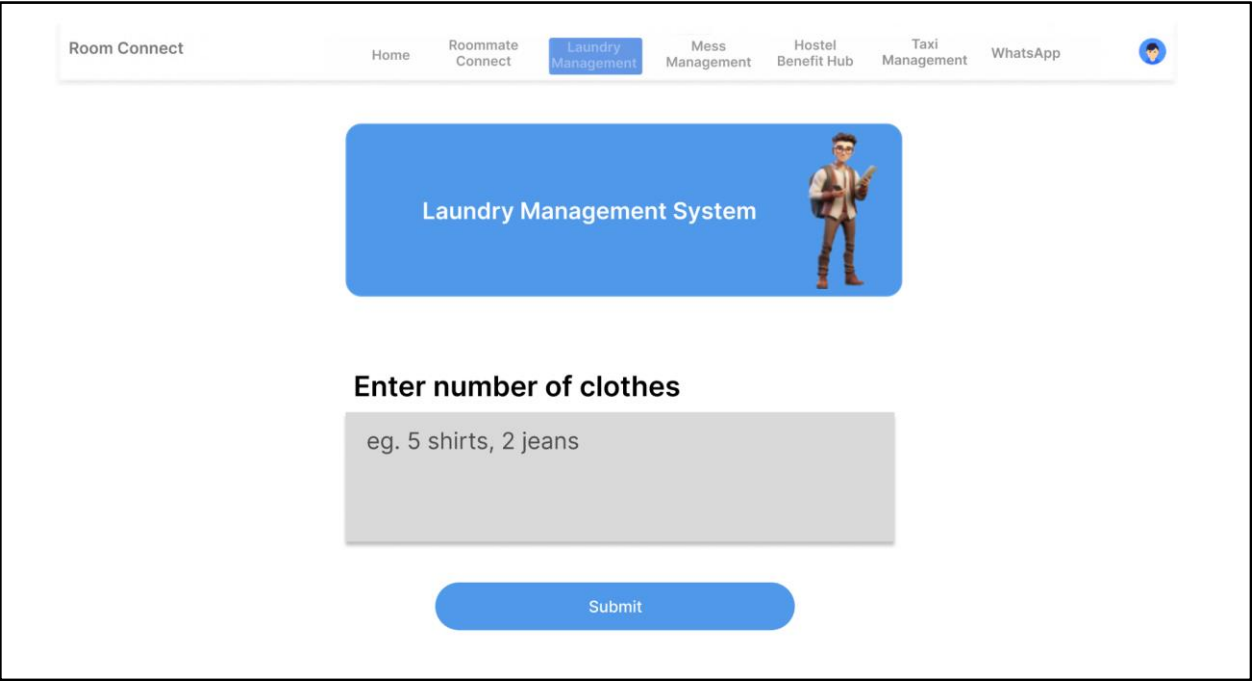 Room Connect
Home
Roommate
Connect
Laundry
Management
Mess
Management
Hostel
Benefit Hub
Taxi
Management
WhatsApp
Laundry Management System
Enter number of clothes
eg. 5 shirts, 2 jeans
Submit